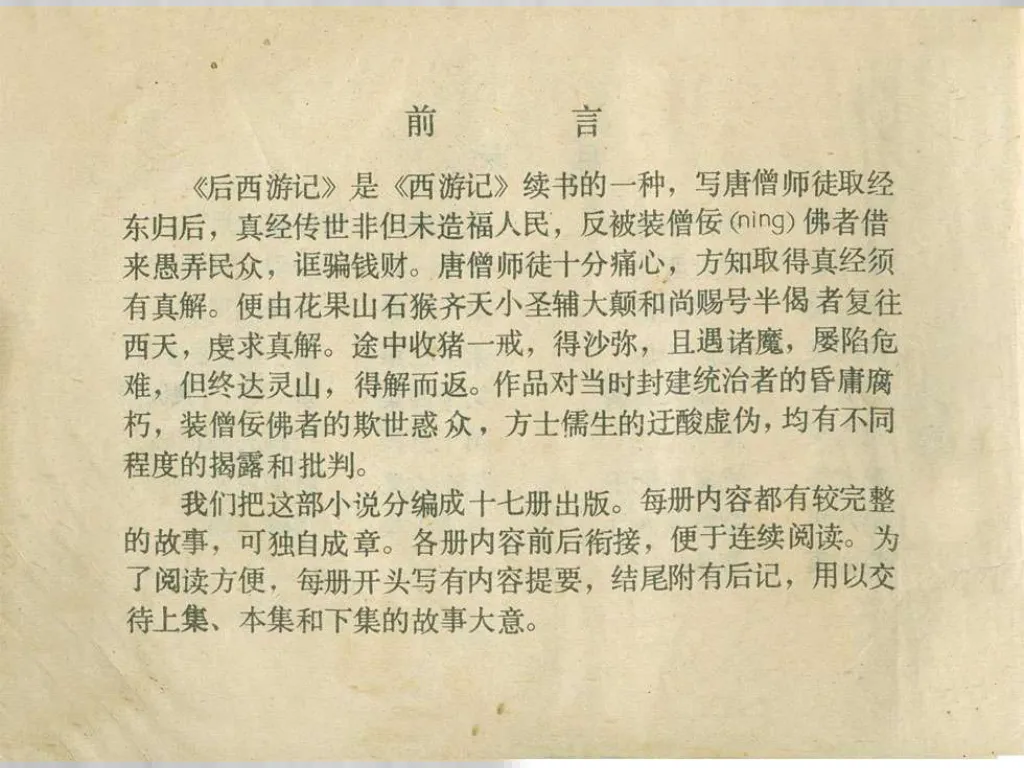 前言
《后西游记》是《西游记》续书的一种，写唐僧师徒取经
东归后，真经传世非但未造福人民，反被装僧佞(ning)佛者借
来愚弄民众，诓骗钱财。唐僧师徒十分痛心，方知取得真经须
有真解。便由花果山石猴齐天小圣辅大颠和尚赐号半偈者复往
西天，虔求真解。途中收猪一戒，得沙弥，且遇诸魔，屡陷危
难，但终达灵山，得解而返。作品对当时封建统治者的昏庸腐
朽，装僧佞佛者的欺世惑众，方士儒生的迂酸虚伪，均有不同
程度的揭露和批判。
我们把这部小说分编成十七册出版。每册内容都有较完整
的故事，可独自成章。各册内容前后衔接，便于连续阅读。为
了阅读方便，每册开头写有内容提要，结尾附有后记，用以交
待上集、本集和下集的故事大意。